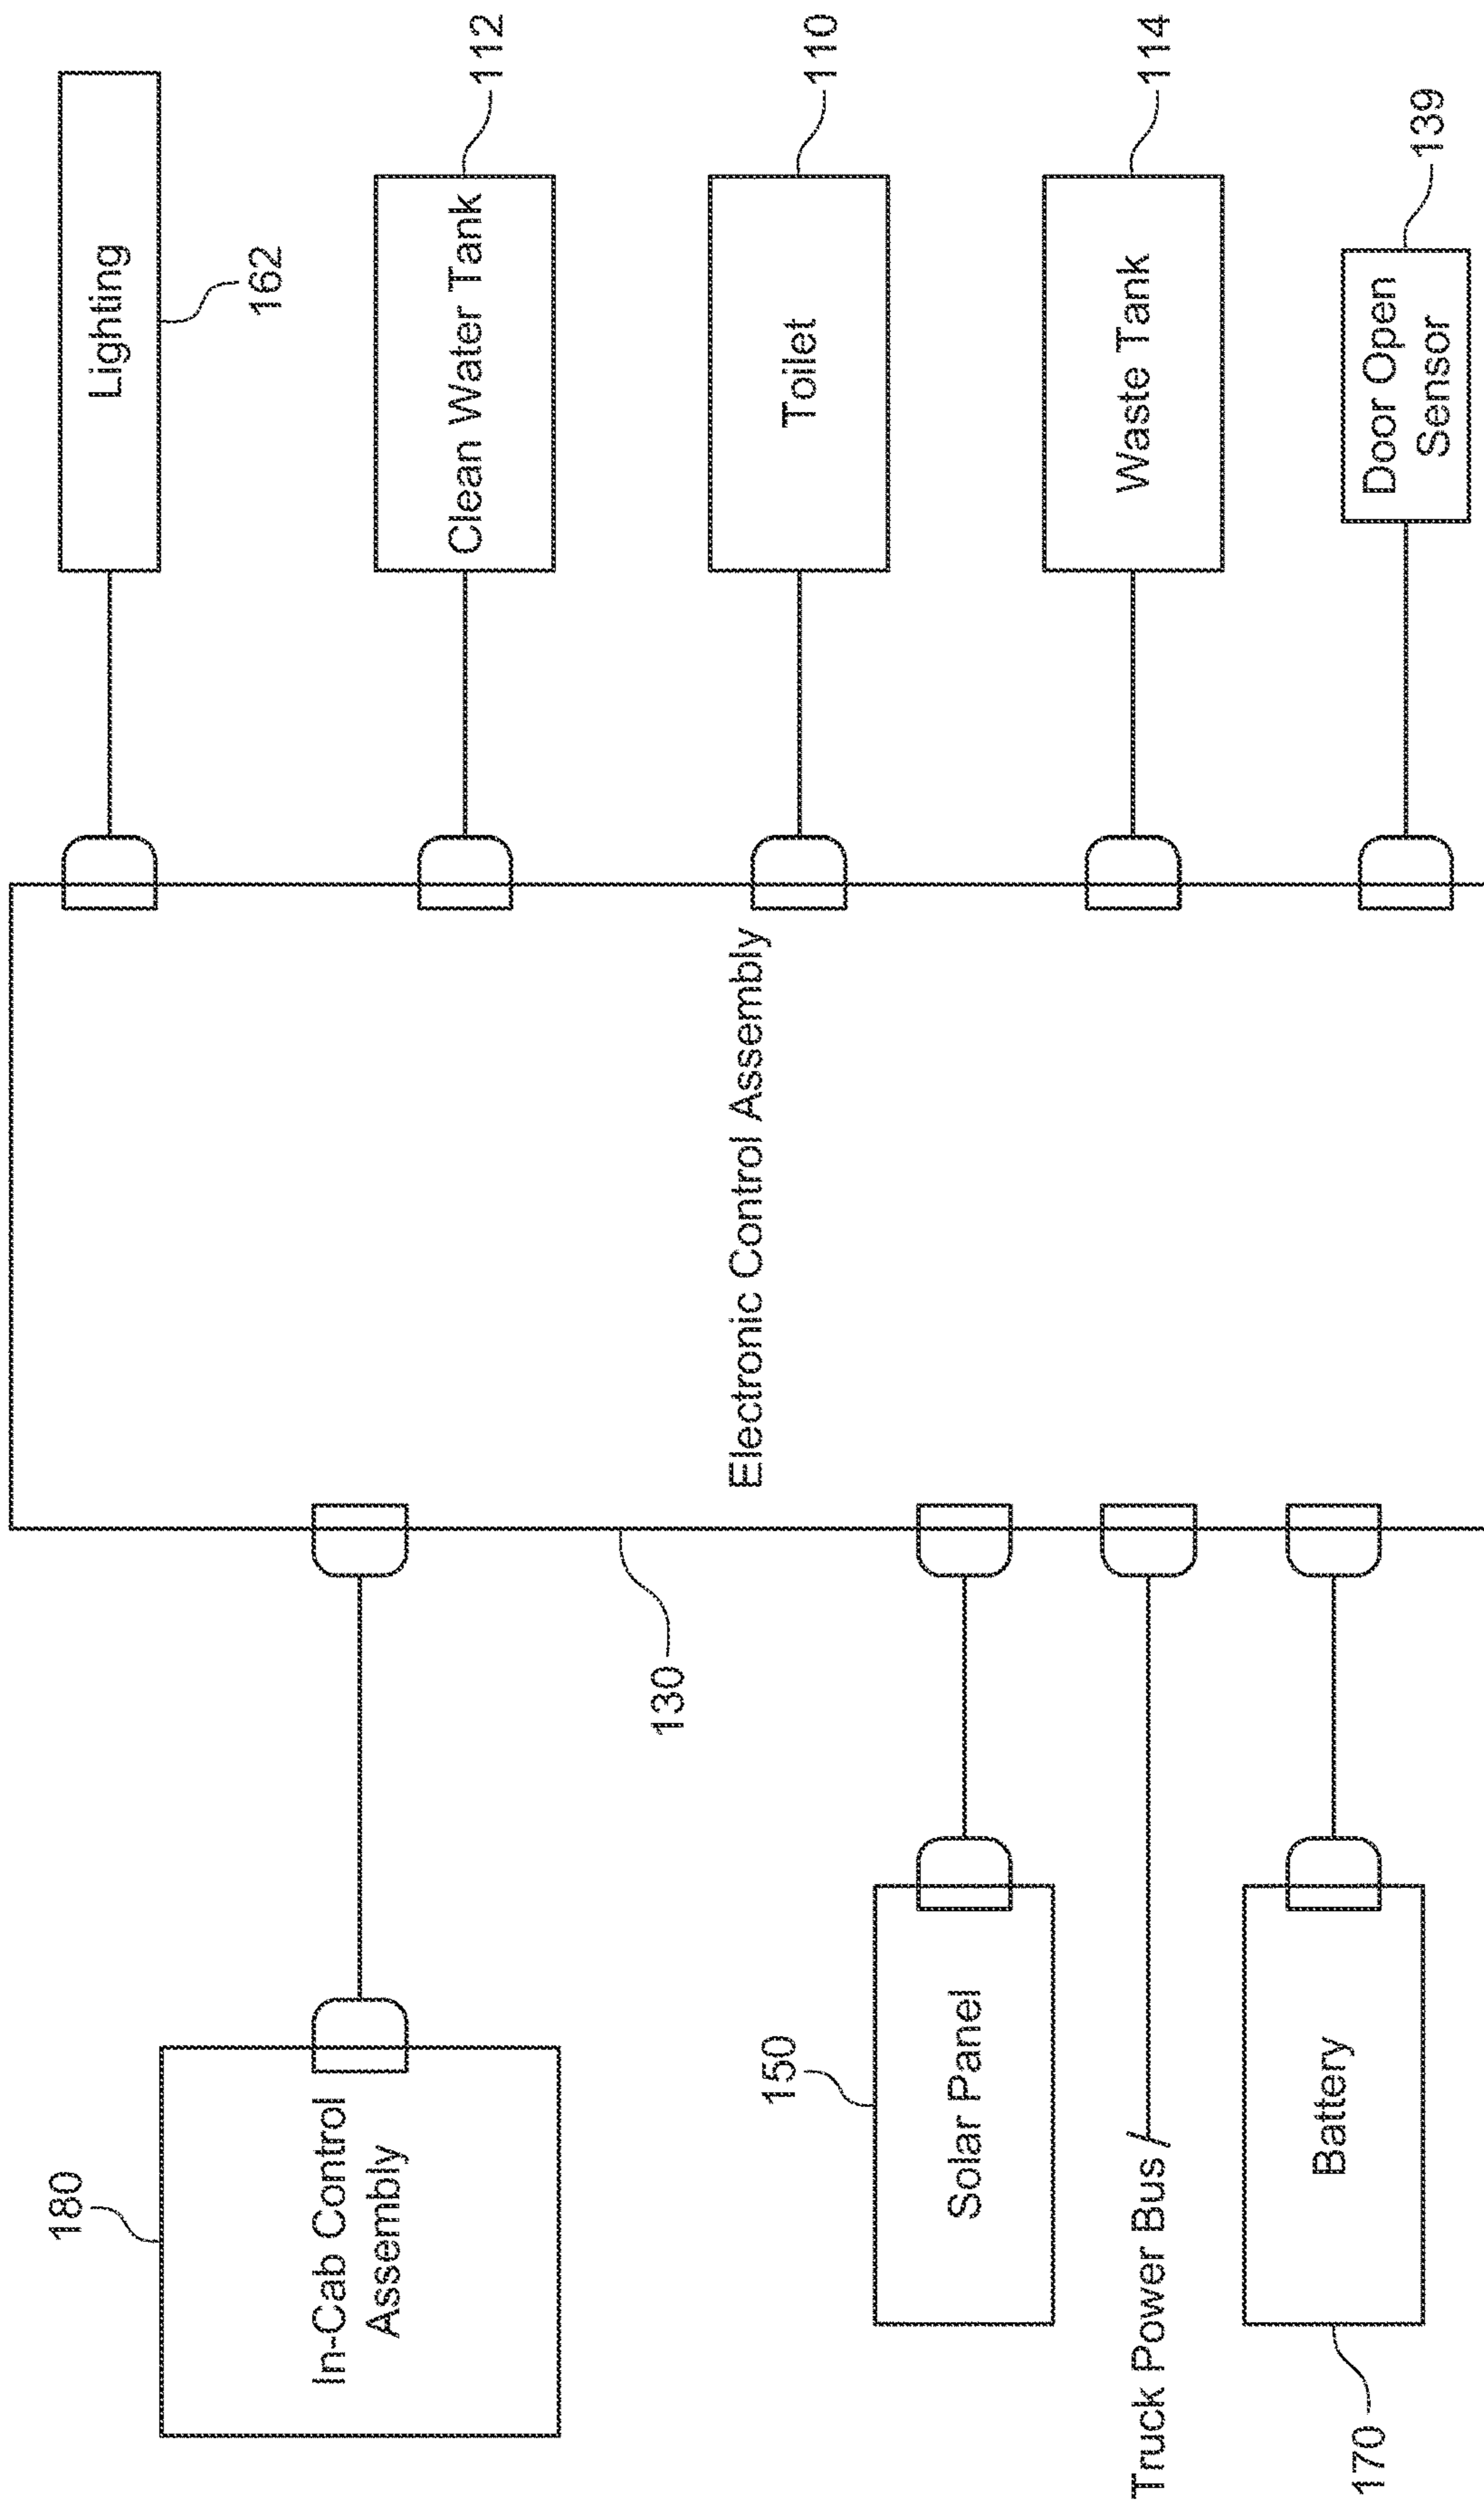 180
In-Cab Control
Assembly
130
150
Solar Panel
Truck Power Bus
Battery
170
Electronic Control Assembly
Lighting
162
Clean Water Tank
112
Toilet
110
Waste Tank
114
Door Open
Sensor
139